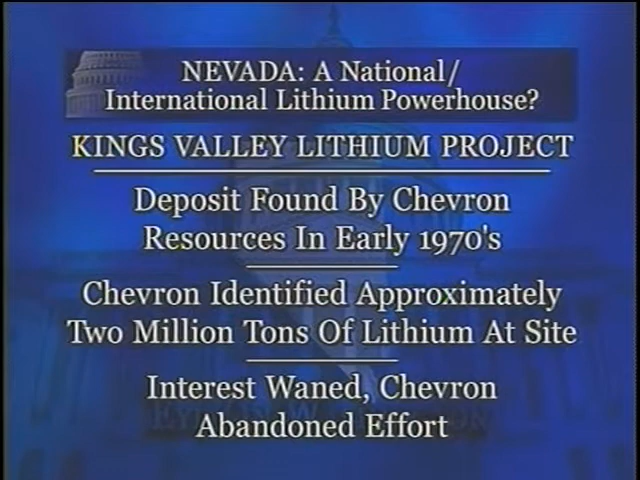 NEVADA: A National/
International Lithium Powerhouse?
KINGS VALLEY LITHIUM PROJECT
Deposit Found By Chevron
Resources In Early 1970's
Chevron Identified Approximately
Two Million Tons Of Lithium At Site
Interest Waned, Chevron
Abandoned Effort